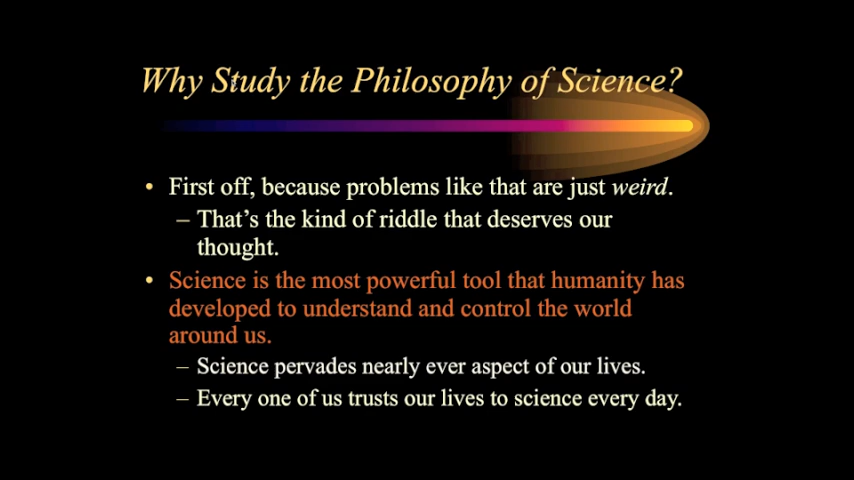 Why Study the Philosophy of Science?
• First off, because problems like that are just weird.
– That’s the kind of riddle that deserves our
thought.
• Science is the most powerful tool that humanity has
developed to understand and control the world
around us.
– Science pervades nearly ever aspect of our lives.
– Every one of us trusts our lives to science every day.